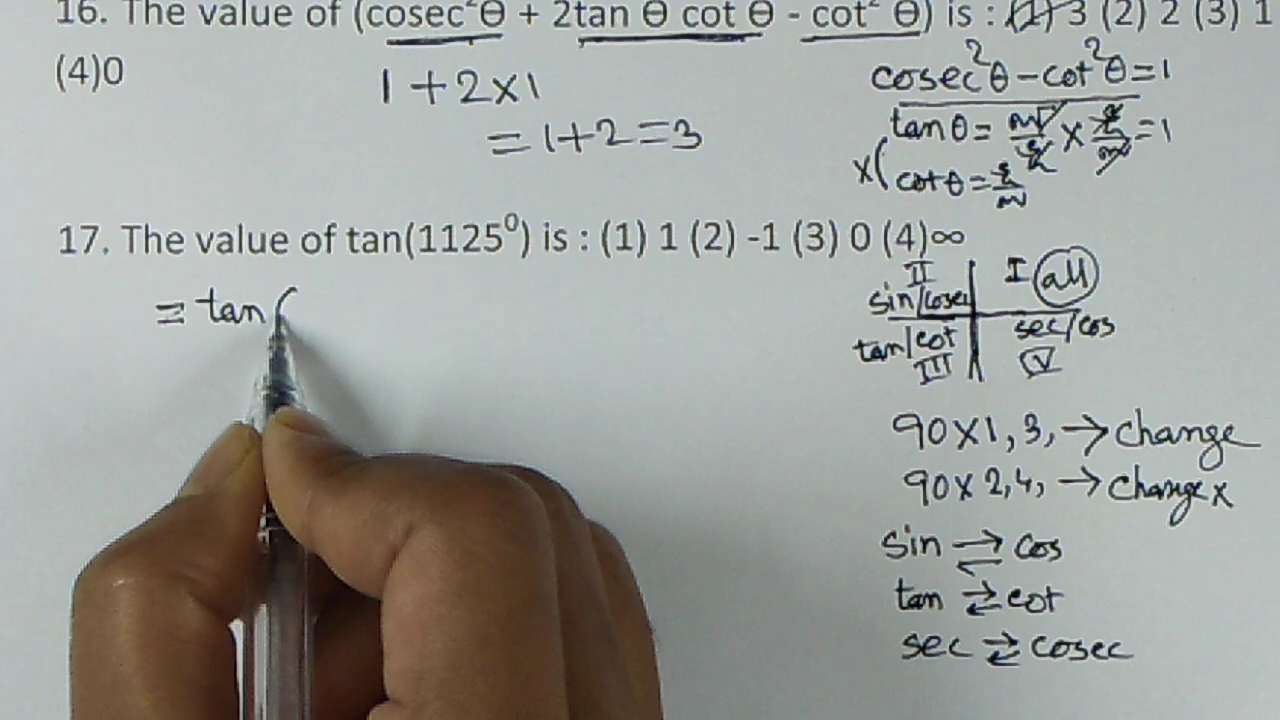 16. The value of (cosec²Ɵ + 2tan Ɵ cot Ɵ - cot² Ɵ) is : (1) 3 (2) 2 (3) 1
(4)0
1 + 2 × 1
= 1+2 = 3
cosec²θ – cot²θ = 1
tan θ = × = 1
×( cot θ =
17. The value of tan(1125⁰) is : (1) 1 (2) -1 (3) 0 (4)∞
= tan (
II I all
sin/cosec sec/cos
tan/cot
III IV
90×1, 3, → change
90×2,4, → change x
sin ⇄ cos
tan ⇄ cot
sec ⇄ cosec